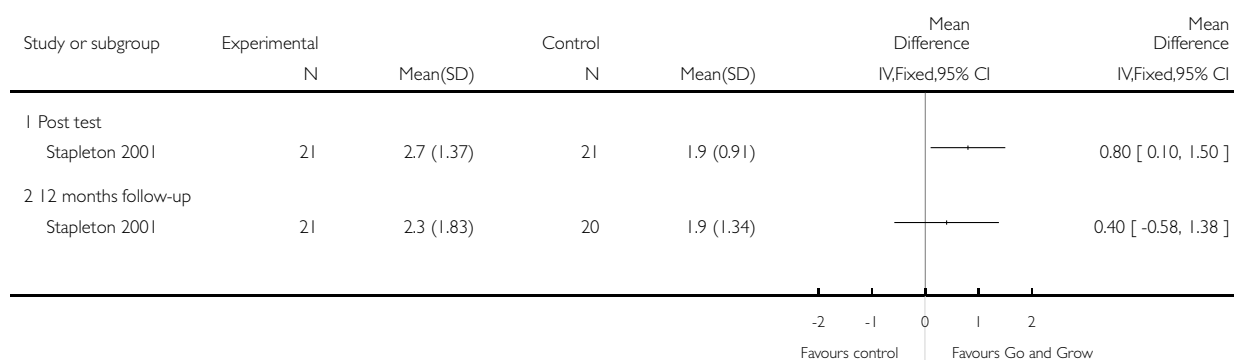 Mean Mean
Study or subgroup Experimental Control Difference Difference
N Mean(SD) N Mean(SD) IV,Fixed,95% CI IV,Fixed,95% CI
1 Post test
Stapleton 2001 21 2.7 (1.37) 21 1.9 (0.91) 0.80 [ 0.10, 1.50 ]
2 12 months follow-up
Stapleton 2001 21 2.3 (1.83) 20 1.9 (1.34) 0.40 [ -0.58, 1.38 ]
-2 -1 0 1 2
Favours control Favours Go and Grow